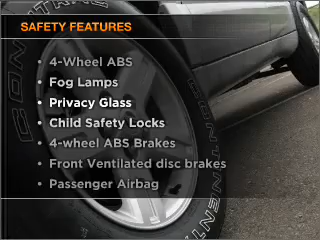 SAFETY FEATURES
• 4-Wheel ABS
• Fog Lamps
• Privacy Glass
• Child Safety Locks
• 4-wheel ABS Brakes
• Front Ventilated disc brakes
• Passenger Airbag
CONTINENTAL